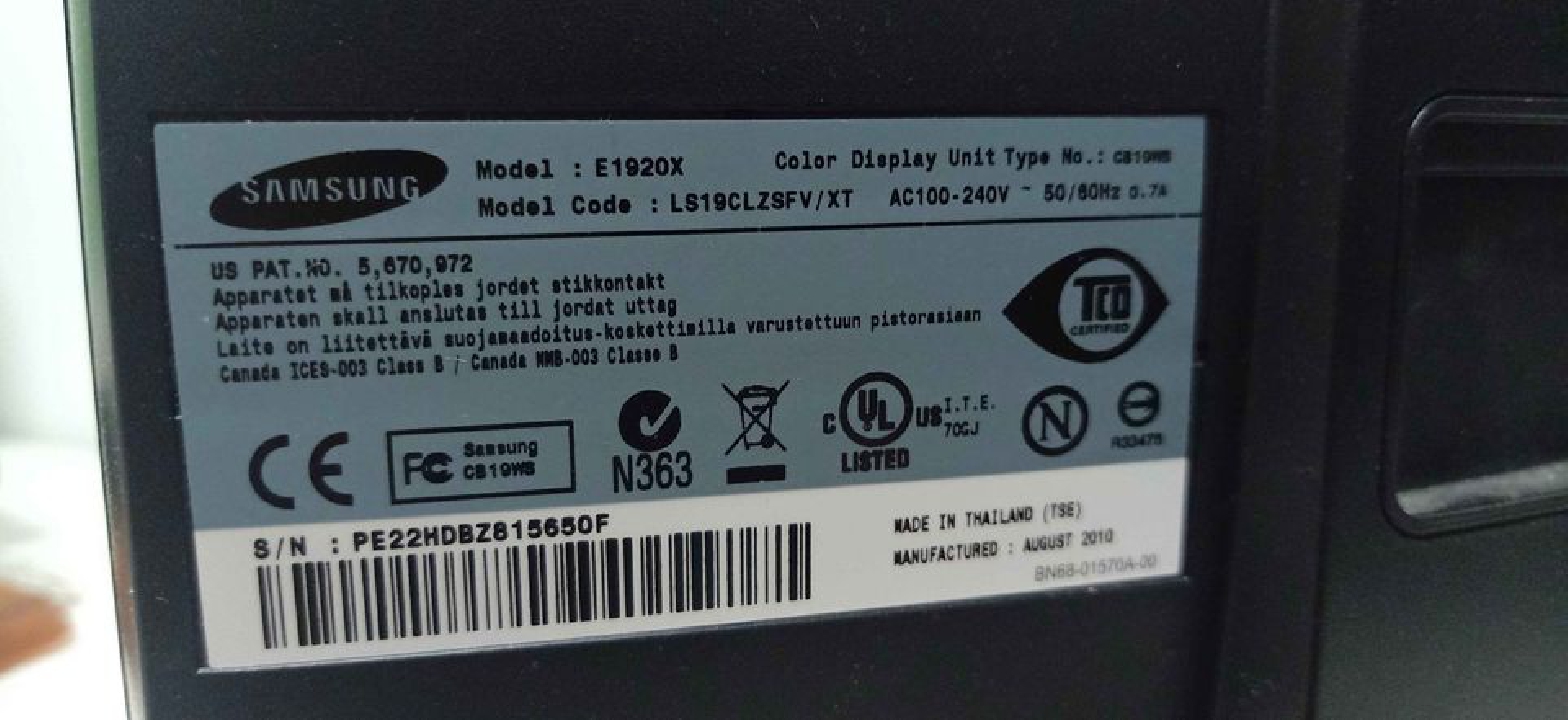 SAMSUNG
Model : E1920X
Color Display Unit Type No.: CB19WS
Model Code : LS19CLZSFV/XT
AC100-240V ~ 50/60Hz 0.7A
US PAT.NO. 5,670,972
Apparatet må tilkoples jordet stikkontakt
Apparaten skall anslutas till jordat uttag
Laite on liitettävä suojamaadoitus-koskettimilla varustettuun pistorasiaan
Canada ICES-003 Class B / Canada NMB-003 Classe B
TCO
CERTIFIED
CE
FC Samsung
CB19WS
N363
C UL US I.T.E.
70GJ
LISTED
N
R33475
S/N : PE22HDBZ815650F
MADE IN THAILAND (TSE)
MANUFACTURED : AUGUST 2010
BN68-01570A-00